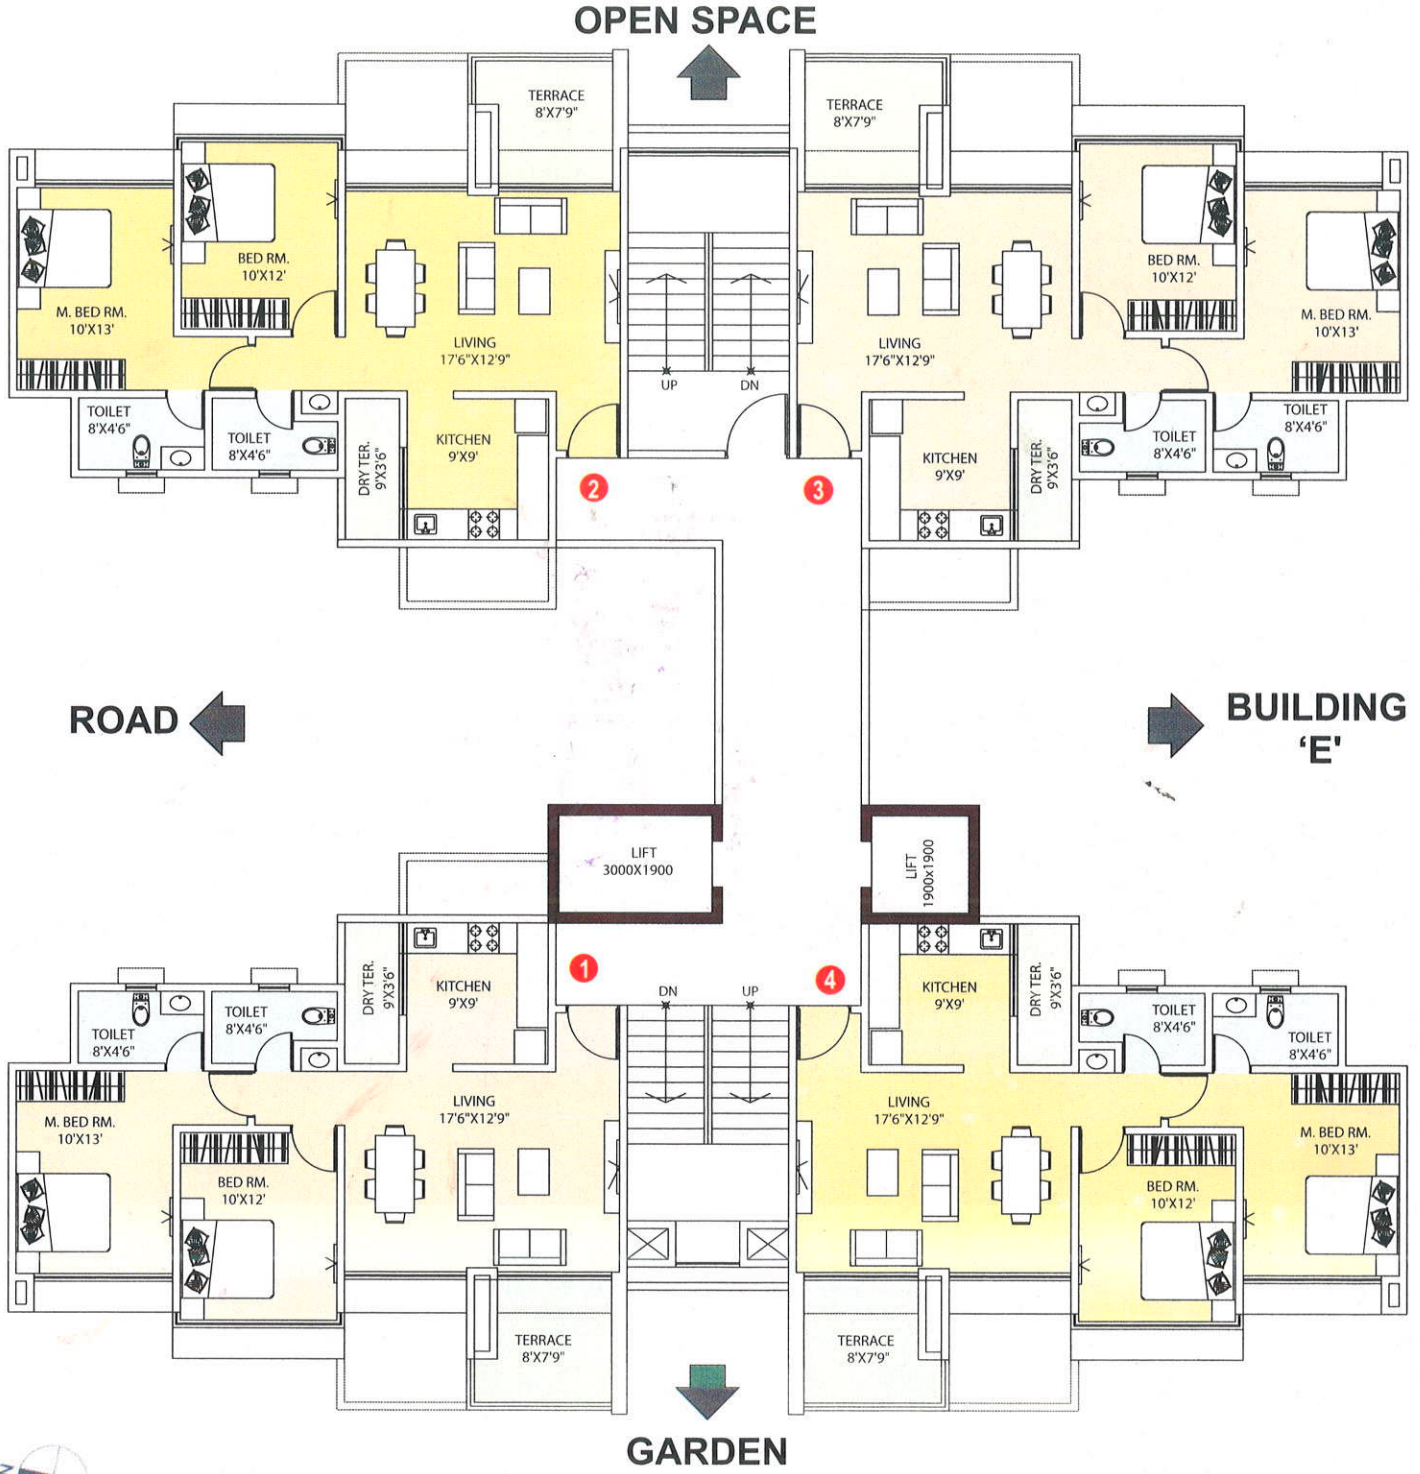 OPEN SPACE
TERRACE
8'X7'9"
TERRACE
8'X7'9"
BED RM.
10'X12'
M. BED RM.
10'X13'
LIVING
17'6"X12'9"
UP
DN
LIVING
17'6"X12'9"
BED RM.
10'X12'
M. BED RM.
10'X13'
TOILET
8'X4'6"
TOILET
8'X4'6"
DRY TER.
9'X3'6"
KITCHEN
9'X9'
KITCHEN
9'X9'
DRY TER.
9'X3'6"
TOILET
8'X4'6"
TOILET
8'X4'6"
2
3
ROAD
BUILDING
‘E'
LIFT
3000X1900
LIFT
1900x1900
1
4
TOILET
8'X4'6"
TOILET
8'X4'6"
DRY TER.
9'X3'6"
KITCHEN
9'X9'
DN
UP
KITCHEN
9'X9'
DRY TER.
9'X3'6"
TOILET
8'X4'6"
TOILET
8'X4'6"
M. BED RM.
10'X13'
BED RM.
10'X12'
LIVING
17'6"X12'9"
LIVING
17'6"X12'9"
BED RM.
10'X12'
M. BED RM.
10'X13'
TERRACE
8'X7'9"
TERRACE
8'X7'9"
GARDEN
N